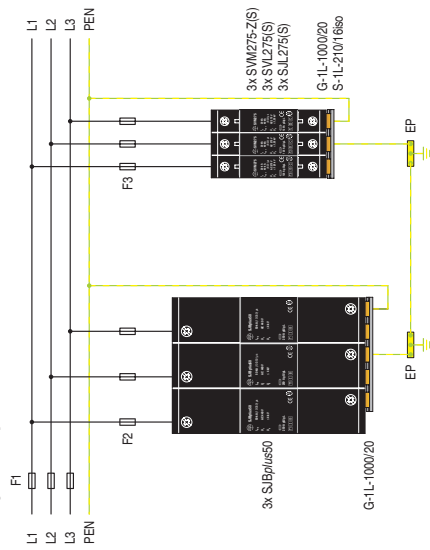 L1
L2
L3
PEN
F1
F2
F3
L1
L2
L3
PEN
3x SJBplus50
G-1L-1000/20
EP
3x SVM275-Z(S)
3x SVL275(S)
3x SJL275(S)
G-1L-1000/20
S-1L-210/16iso
EP